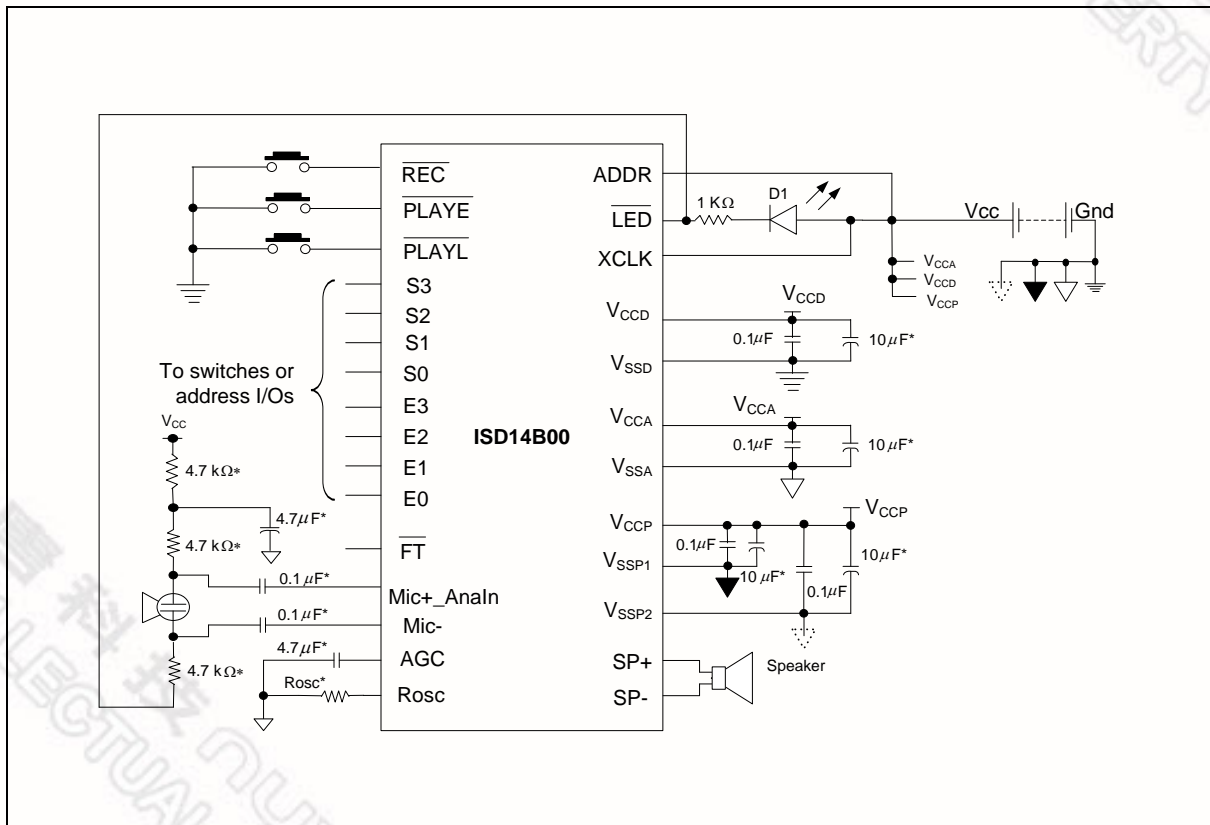 REC
PLAYE
PLAYL
S3
S2
S1
S0
E3
E2
E1
E0
FT
Mic+_AnaIn
Mic-
AGC
Rosc
To switches or
address I/Os
VCC
4.7 kΩ*
4.7μF*
4.7 kΩ*
0.1μF*
0.1μF*
4.7μF*
4.7 kΩ*
Rosc*
ISD14B00
ADDR
LED
XCLK
VCCD
VSSD
VCCA
VSSA
VCCP
VSSP1
VSSP2
SP+
SP-
1 KΩ
D1
Vcc
Gnd
VCCA
VCCD
VCCP
VCCD
0.1μF
10μF*
VCCA
0.1μF
10μF*
VCCP
0.1μF
10μF*
0.1μF
10μF*
Speaker
科技
ERTY
LECTUAL